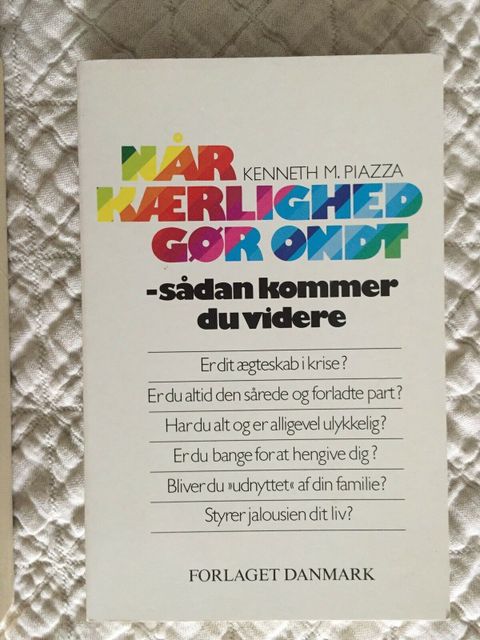 NÅR
KENNETH M. PIAZZA
KÆRLIGHED
GØR ONDT
-sådan kommer
du videre
Er dit ægteskab i krise?
Er du altid den sårede og forladte part?
Har du alt og er alligevel ulykkelig?
Er du bange for at hengive dig?
Bliver du »udnyttet« af din familie?
Styrer jalousien dit liv?
FORLAGET DANMARK